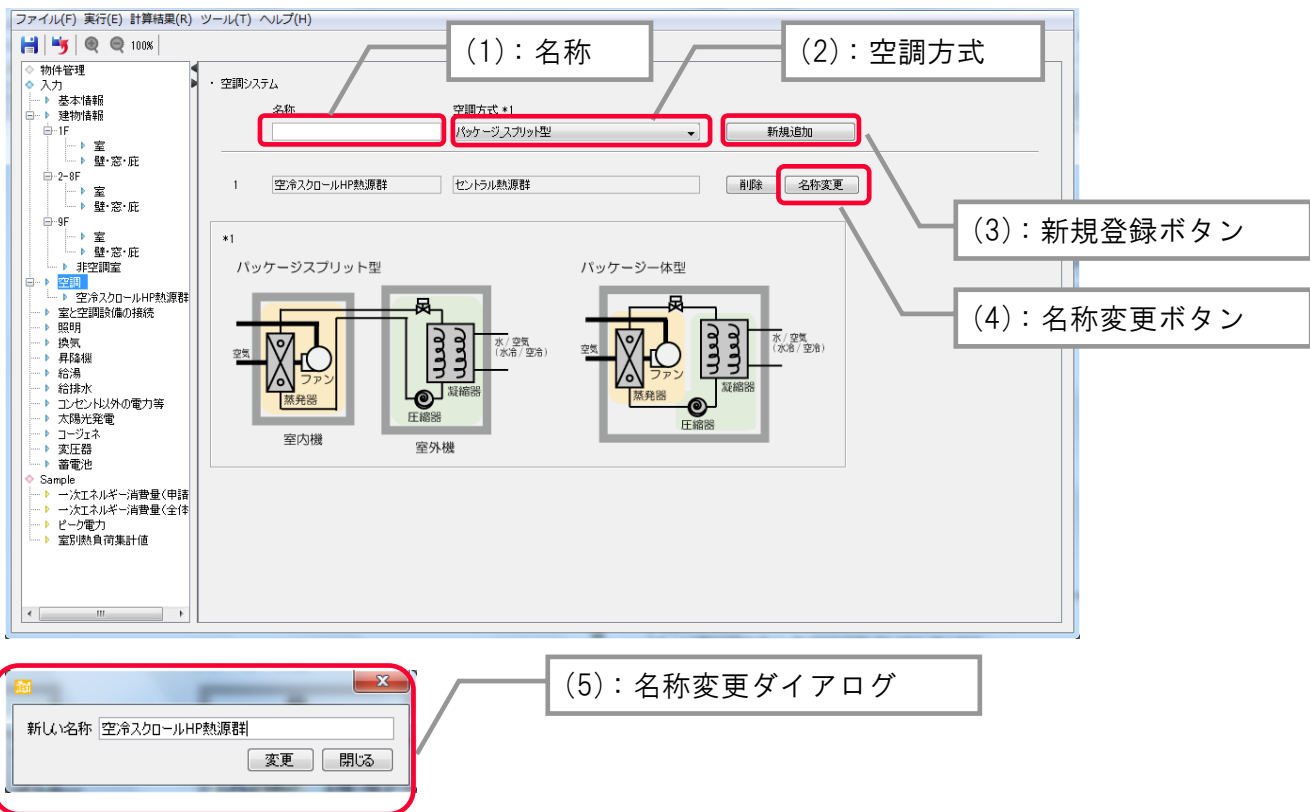 ファイル(F) 実行(E) 計算結果(R) ツール(T) ヘルプ(H)
100%
(1)：名称
(2)：空調方式
物件管理
入力
基本情報
建物情報
1F
室
壁・窓・庇
2-8F
室
壁・窓・庇
9F
室
壁・窓・庇
非空調室
空調
空冷スクロールHP熱源群
室と空調設備の接続
照明
換気
昇降機
給湯
給排水
コンセント以外の電力等
太陽光発電
コージェネ
変圧器
蓄電池
Sample
一次エネルギー消費量(申請
一次エネルギー消費量(全体
ピーク電力
室別熱負荷集計値
・空調システム
名称 空調方式 *1
パッケージ_スプリット型 新規追加
1 空冷スクロールHP熱源群 セントラル熱源群 削除 名称変更
(3)：新規登録ボタン
(4)：名称変更ボタン
*1
パッケージスプリット型 パッケージ一体型
空気
ファン
蒸発器
室内機
水/空気
(水冷/空冷)
凝縮器
圧縮器
室外機
空気
ファン
蒸発器
水/空気
(水冷/空冷)
凝縮器
圧縮器
(5)：名称変更ダイアログ
新しい名称 空冷スクロールHP熱源群
変更 閉じる